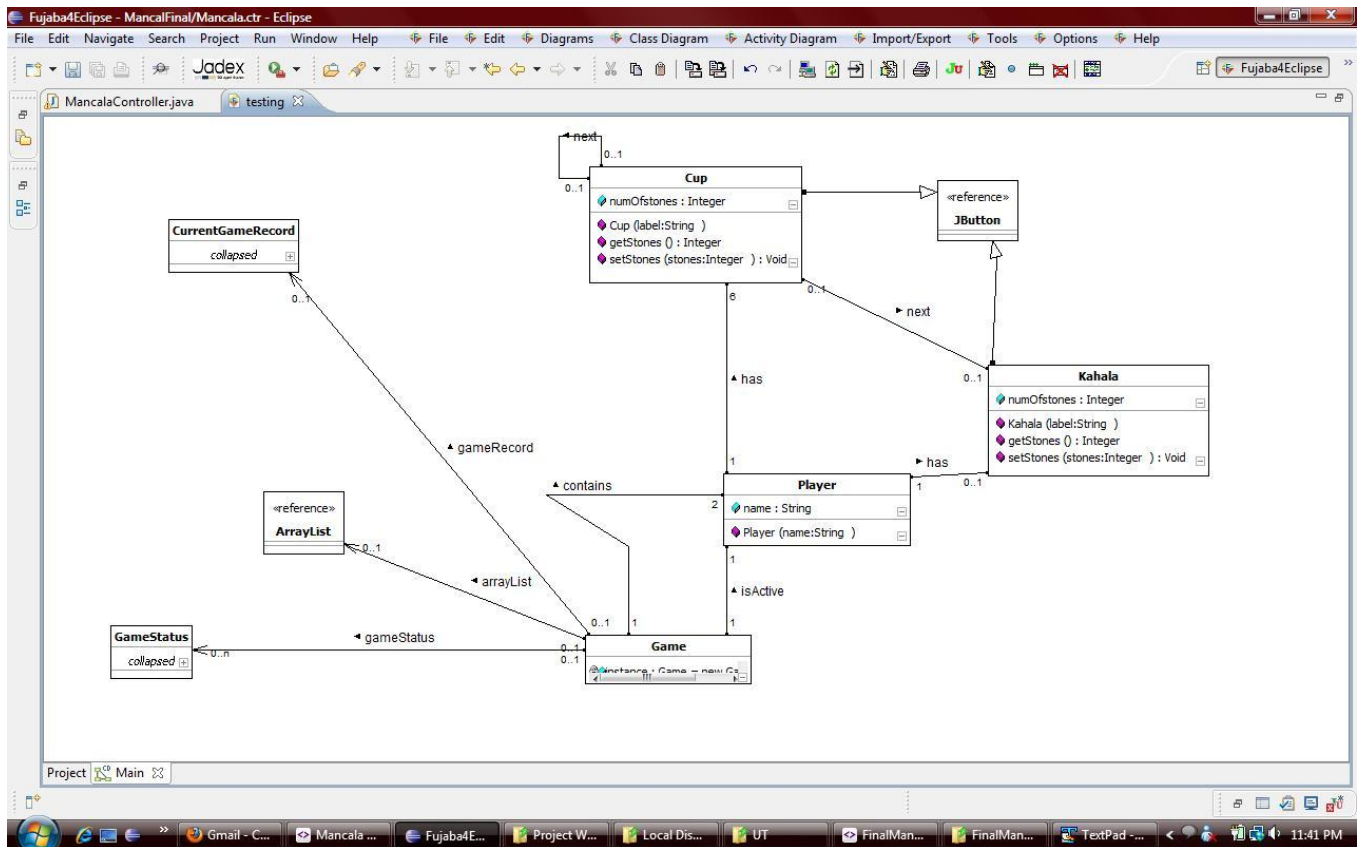 Fujaba4Eclipse - MancalFinal/Mancala.ctr - Eclipse
File Edit Navigate Search Project Run Window Help File Edit Diagrams Class Diagram Activity Diagram Import/Export Tools Options Help
Jadex
Fujaba4Eclipse
MancalaController.java
testing
next
0..1
0..1
Cup
numOfstones : Integer
Cup (label:String )
getStones () : Integer
setStones (stones:Integer ) : Void
«reference»
JButton
CurrentGameRecord
collapsed
0..1
6
0..1
next
has
0..1
Kahala
numOfstones : Integer
Kahala (label:String )
getStones () : Integer
setStones (stones:Integer ) : Void
gameRecord
1
has
1
0..1
contains
2
Player
name : String
Player (name:String )
«reference»
ArrayList
0..1
arrayList
1
isActive
GameStatus
collapsed
0..n
gameStatus
0..1
1
1
0..1
0..1
Game
instance : Game = new Ga
Project
Main
Gmail - C...
Mancala ...
Fujaba4E...
Project W...
Local Dis...
UT
FinalMan...
FinalMan...
TextPad -...
11:41 PM